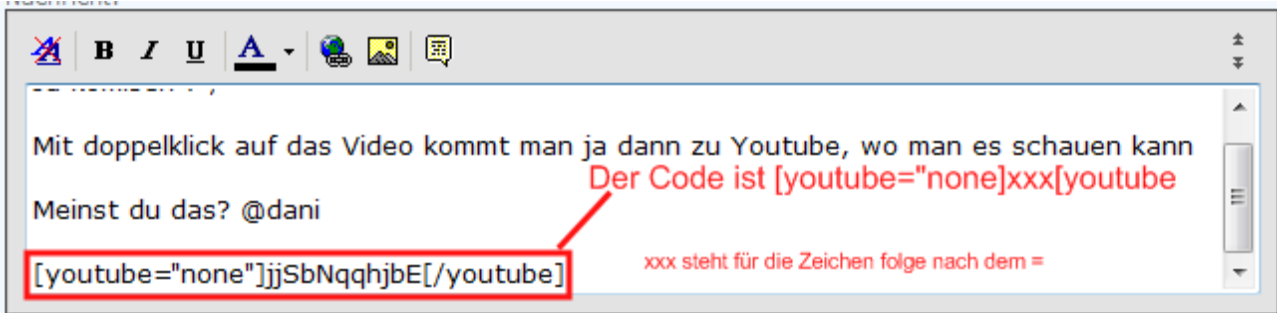 B I U A
Mit doppelklick auf das Video kommt man ja dann zu Youtube, wo man es schauen kann
Der Code ist [youtube="none]xxx[youtube
Meinst du das? @dani
xxx steht für die Zeichen folge nach dem =
[youtube="none"]jjSbNqqhjbE[/youtube]